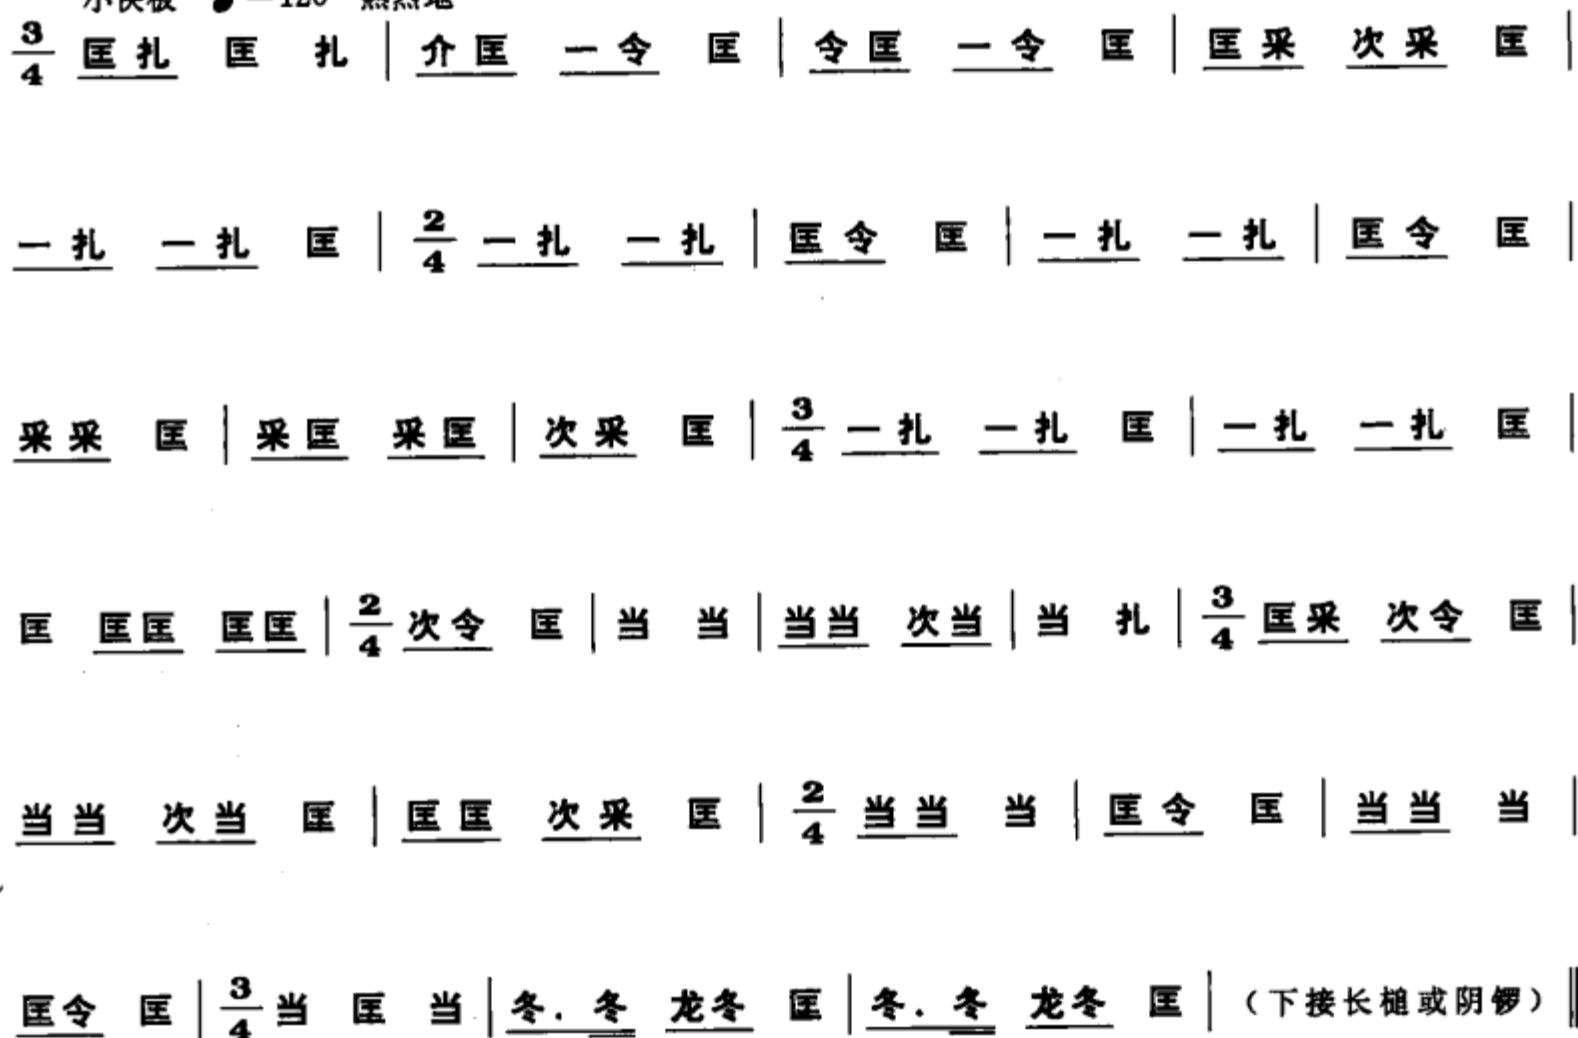 小快板 ♩=120 热热地
3/4 匡扎 匡 扎 | 介匡 一令 匡 | 令匡 一令 匡 | 匡采 次采 匡 |
一扎 一扎 匡 | 2/4 一扎 一扎 | 匡令 匡 | 一扎 一扎 | 匡令 匡 |
采采 匡 | 采匡 采匡 | 次采 匡 | 3/4 一扎 一扎 匡 | 一扎 一扎 匡 |
匡 匡匡 匡匡 | 2/4 次令 匡 | 当 当 | 当当 次当 | 当 扎 | 3/4 匡采 次令 匡 |
当当 次当 匡 | 匡匡 次采 匡 | 2/4 当当 当 | 匡令 匡 | 当当 当 |
匡令 匡 | 3/4 当 匡 当 | 冬. 冬 龙冬 匡 | 冬. 冬 龙冬 匡 | （下接长槌或阴锣） ‖